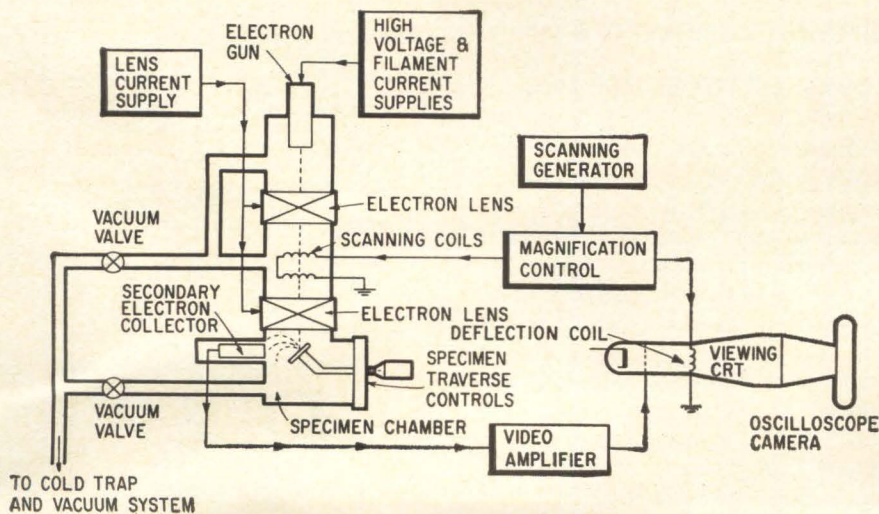 ELECTRON
GUN
HIGH
VOLTAGE &
FILAMENT
CURRENT
SUPPLIES
LENS
CURRENT
SUPPLY
SCANNING
GENERATOR
ELECTRON LENS
VACUUM
VALVE
SCANNING COILS
MAGNIFICATION
CONTROL
SECONDARY
ELECTRON
COLLECTOR
ELECTRON LENS
DEFLECTION COIL
VIEWING
CRT
SPECIMEN
TRAVERSE
CONTROLS
VACUUM
VALVE
SPECIMEN CHAMBER
VIDEO
AMPLIFIER
OSCILLOSCOPE
CAMERA
TO COLD TRAP
AND VACUUM SYSTEM